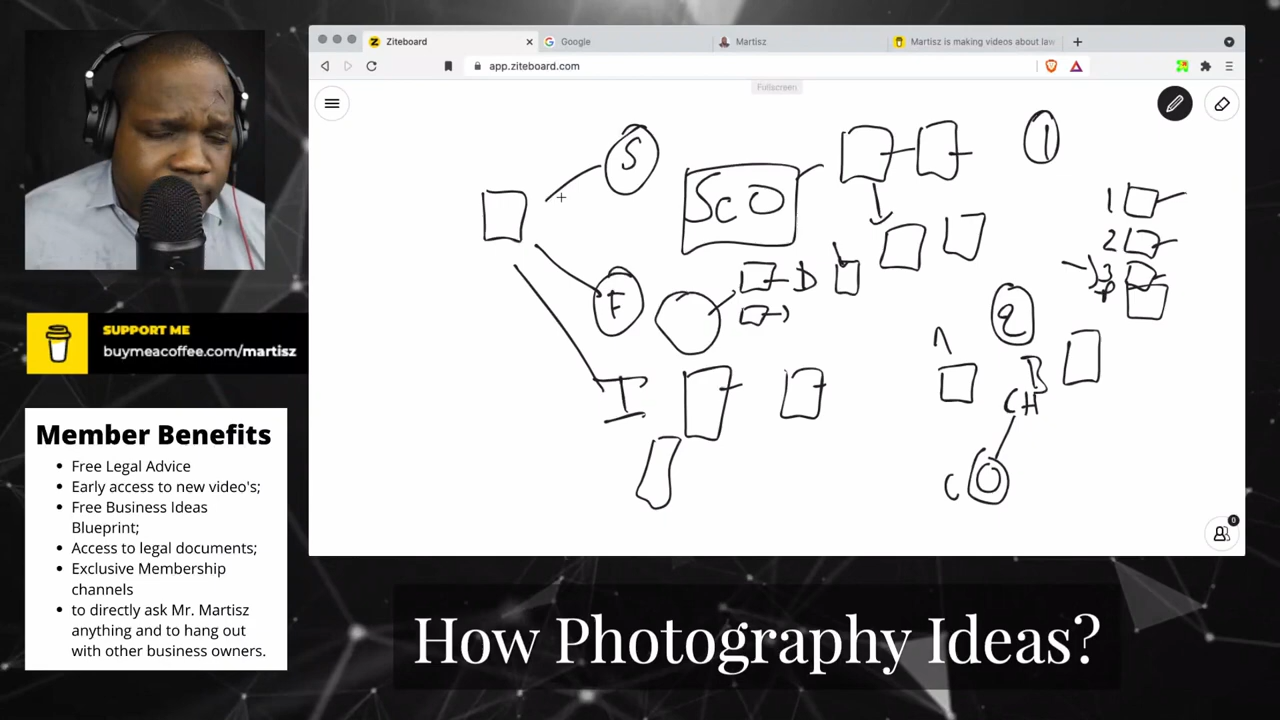 Ziteboard
Google
Martisz
Martisz is making videos about law
app.ziteboard.com
Fullscreen
S
ScO
1
1
2
3
D
F
2
B
CH
I
C
0
SUPPORT ME
buymeacoffee.com/martisz
Member Benefits
Free Legal Advice
Early access to new video's;
Free Business Ideas
Blueprint;
Access to legal documents;
Exclusive Membership
channels
to directly ask Mr. Martisz
anything and to hang out
with other business owners.
How Photography Ideas?